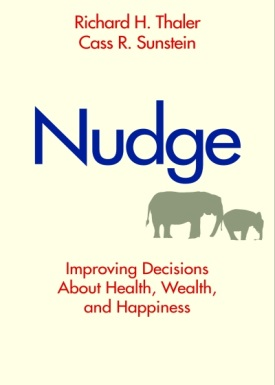 Richard H. Thaler
Cass R. Sunstein
Nudge
Improving Decisions
About Health, Wealth,
and Happiness